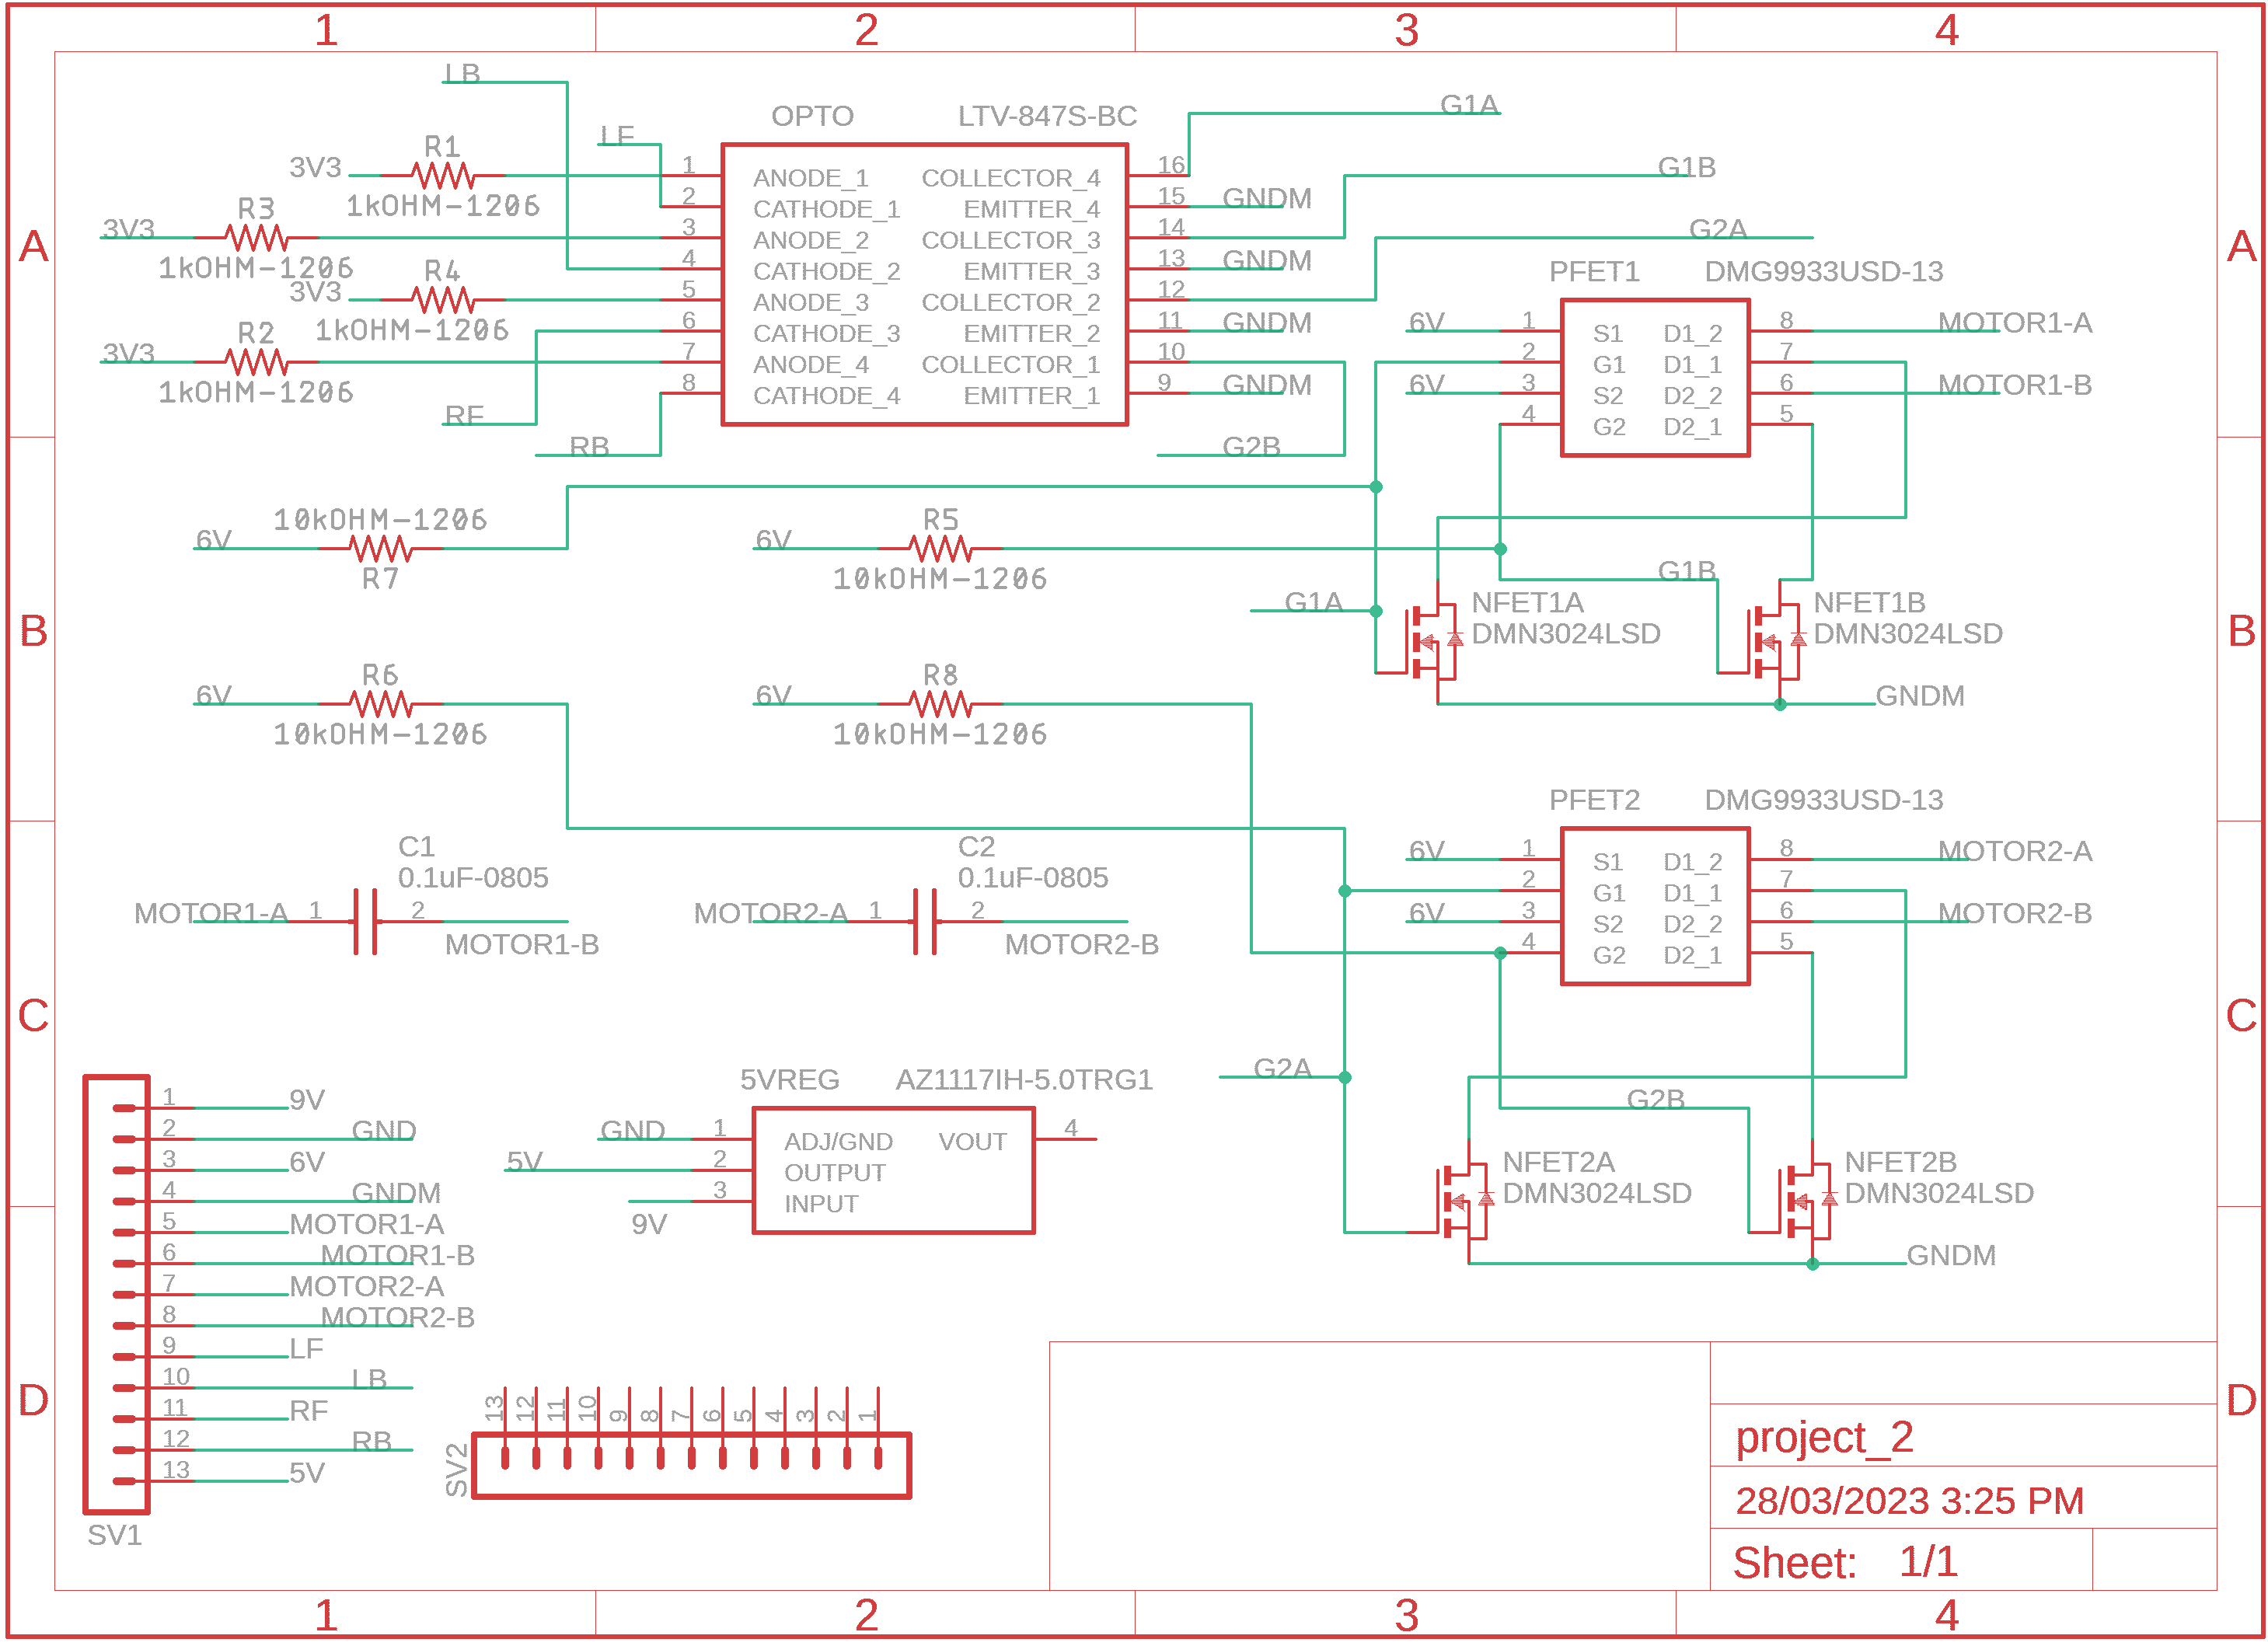 1 2 3 4
A A
B B
C C
D D
1 2 3 4
LB
LF
3V3
R1
1kOHM-1206
3V3
R3
1kOHM-1206
3V3
R4
1kOHM-1206
3V3
R2
1kOHM-1206
RF
RB
OPTO LTV-847S-BC
1 ANODE_1 COLLECTOR_4 16
2 CATHODE_1 EMITTER_4 15 GNDM
3 ANODE_2 COLLECTOR_3 14
4 CATHODE_2 EMITTER_3 13 GNDM
5 ANODE_3 COLLECTOR_2 12
6 CATHODE_3 EMITTER_2 11 GNDM
7 ANODE_4 COLLECTOR_1 10
8 CATHODE_4 EMITTER_1 9 GNDM
G1A
G1B
G2A
G2B
PFET1 DMG9933USD-13
6V 1 S1 D1_2 8 MOTOR1-A
2 G1 D1_1 7
6V 3 S2 D2_2 6 MOTOR1-B
4 G2 D2_1 5
10kOHM-1206
6V
R7
R5
6V
10kOHM-1206
G1A
G1B
NFET1A
DMN3024LSD
NFET1B
DMN3024LSD
GNDM
R6
6V
10kOHM-1206
R8
6V
10kOHM-1206
PFET2 DMG9933USD-13
6V 1 S1 D1_2 8 MOTOR2-A
2 G1 D1_1 7
6V 3 S2 D2_2 6 MOTOR2-B
4 G2 D2_1 5
C1
0.1uF-0805
MOTOR1-A 1 2
MOTOR1-B
C2
0.1uF-0805
MOTOR2-A 1 2
MOTOR2-B
G2A
G2B
NFET2A
DMN3024LSD
NFET2B
DMN3024LSD
GNDM
5VREG AZ1117IH-5.0TRG1
GND 1 ADJ/GND VOUT 4
5V 2 OUTPUT
3 INPUT
9V
1 9V
2 GND
3 6V
4 GNDM
5 MOTOR1-A
6 MOTOR1-B
7 MOTOR2-A
8 MOTOR2-B
9 LF
10 LB
11 RF
12 RB
13 5V
SV1
13 12 11 10 9 8 7 6 5 4 3 2 1
SV2
project_2
28/03/2023 3:25 PM
Sheet: 1/1